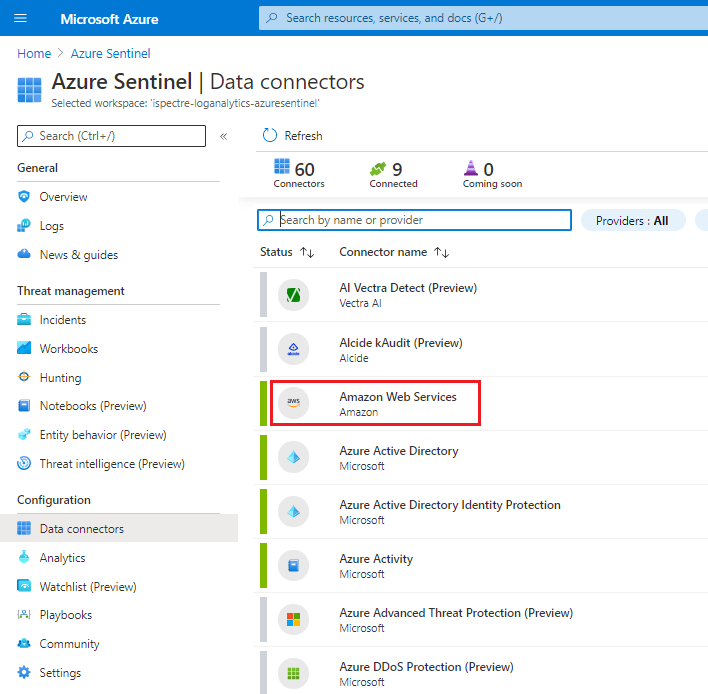 Microsoft Azure
Search resources, services, and docs (G+/)
Home > Azure Sentinel
Azure Sentinel | Data connectors
Selected workspace: 'ispectre-loganalytics-azuresentinel'
Search (Ctrl+/)
«
Refresh
General
Overview
Logs
News & guides
Threat management
Incidents
Workbooks
Hunting
Notebooks (Preview)
Entity behavior (Preview)
Threat intelligence (Preview)
Configuration
Data connectors
Analytics
Watchlist (Preview)
Playbooks
Community
Settings
60
Connectors
9
Connected
0
Coming soon
Search by name or provider
Providers : All
Status ↑↓ Connector name ↑↓
AI Vectra Detect (Preview)
Vectra AI
Alcide kAudit (Preview)
Alcide
aws
Amazon Web Services
Amazon
Azure Active Directory
Microsoft
Azure Active Directory Identity Protection
Microsoft
Azure Activity
Microsoft
Azure Advanced Threat Protection (Preview)
Microsoft
Azure DDoS Protection (Preview)
Microsoft